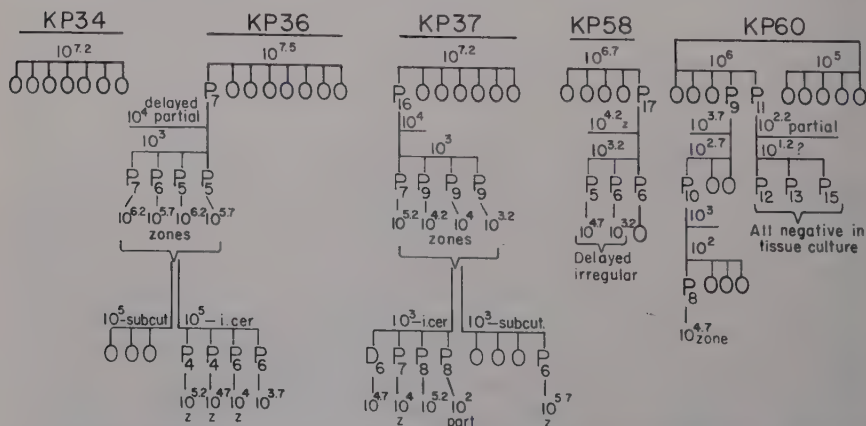 KP34 KP36 KP37 KP58 KP60
10^7.2 10^7.5 10^7.2 10^6.7 10^6 10^5
P7 P16 P17 P9 P11
delayed
10^4 partial 10^4 10^4.2 z 10^3.7 10^2.2 partial
10^3 10^3 10^3.2 10^2.7 10^1.2 ?
P7 P6 P5 P5 P7 P9 P9 P9 P5 P6 P6 P10 P12 P13 P15
10^6.2 10^5.7 10^6.2 10^5.7 10^5.2 10^4.2 10^4 10^3.2 10^4.7 10^3.2 10^3 All negative in
zones zones Delayed 10^2 tissue culture
irregular
P8
10^5-subcut 10^5-i.cer 10^3-icer 10^3-subcut. 10^4.7 zone
P4 P4 P6 P6 D6 P7 P8 P8 P6
10^5.2 10^4.7 10^4 10^3.7 10^4.7 10^4 10^5.2 10^2 10^5.7
z z z z part z